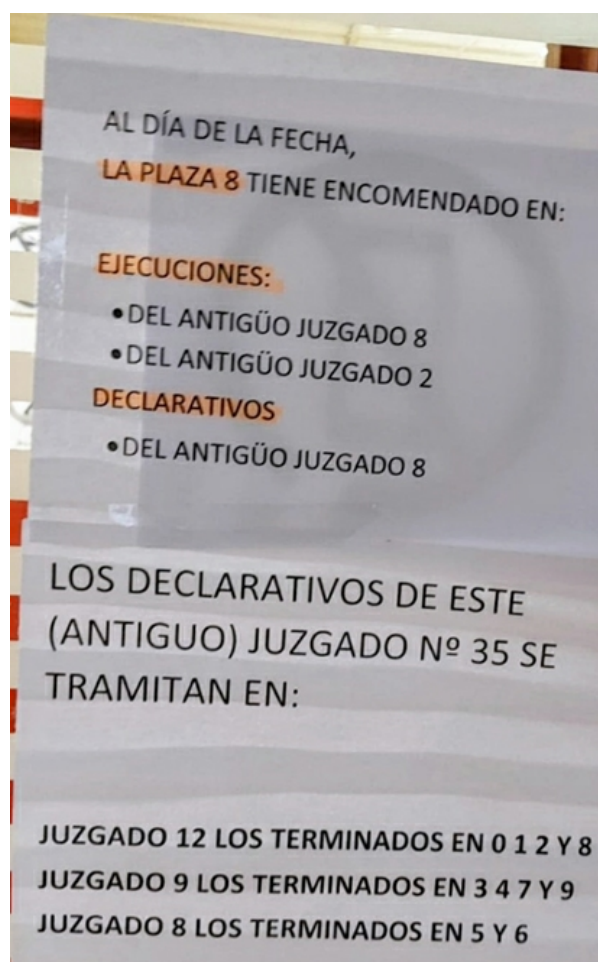 AL DÍA DE LA FECHA,
LA PLAZA 8 TIENE ENCOMENDADO EN:
EJECUCIONES:
•DEL ANTIGÜO JUZGADO 8
•DEL ANTIGÜO JUZGADO 2
DECLARATIVOS
•DEL ANTIGÜO JUZGADO 8
LOS DECLARATIVOS DE ESTE
(ANTIGUO) JUZGADO Nº 35 SE
TRAMITAN EN:
JUZGADO 12 LOS TERMINADOS EN 0 1 2 Y 8
JUZGADO 9 LOS TERMINADOS EN 3 4 7 Y 9
JUZGADO 8 LOS TERMINADOS EN 5 Y 6